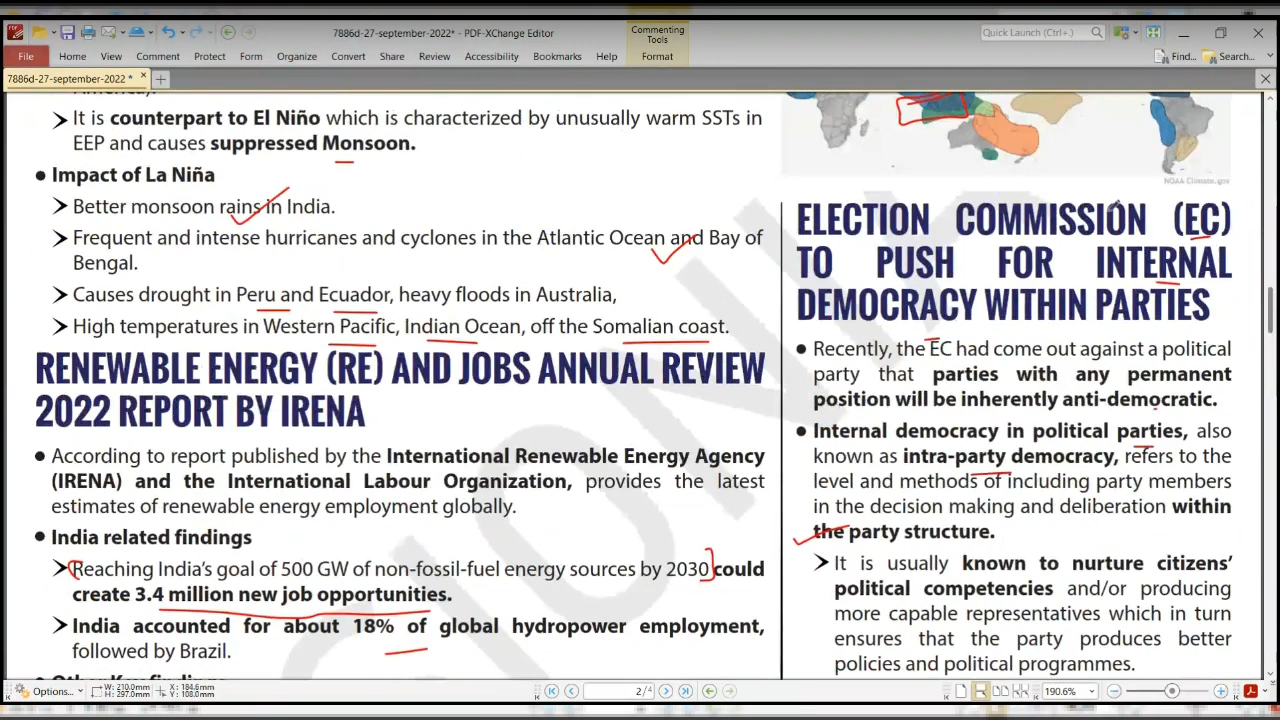 7886d-27-september-2022* - PDF-XChange Editor
Commenting
Tools
Quick Launch (Ctrl+.)
File
Home
View
Comment
Protect
Form
Organize
Convert
Share
Review
Accessibility
Bookmarks
Help
Format
Find...
Search...
7886d-27-september-2022 *
It is counterpart to El Niño which is characterized by unusually warm SSTs in
EEP and causes suppressed Monsoon.
Impact of La Niña
Better monsoon rains in India.
Frequent and intense hurricanes and cyclones in the Atlantic Ocean and Bay of
Bengal.
Causes drought in Peru and Ecuador, heavy floods in Australia,
High temperatures in Western Pacific, Indian Ocean, off the Somalian coast.
RENEWABLE ENERGY (RE) AND JOBS ANNUAL REVIEW
2022 REPORT BY IRENA
According to report published by the International Renewable Energy Agency
(IRENA) and the International Labour Organization, provides the latest
estimates of renewable energy employment globally.
India related findings
Reaching India's goal of 500 GW of non-fossil-fuel energy sources by 2030 could
create 3.4 million new job opportunities.
India accounted for about 18% of global hydropower employment,
followed by Brazil.
NOAA Climate.gov
ELECTION COMMISSION (EC)
TO PUSH FOR INTERNAL
DEMOCRACY WITHIN PARTIES
Recently, the EC had come out against a political
party that parties with any permanent
position will be inherently anti-democratic.
Internal democracy in political parties, also
known as intra-party democracy, refers to the
level and methods of including party members
in the decision making and deliberation within
the party structure.
It is usually known to nurture citizens'
political competencies and/or producing
more capable representatives which in turn
ensures that the party produces better
policies and political programmes.
Options...
W: 210.0mm
H: 297.0mm
X: 184.6mm
Y: 108.0mm
2 / 4
190.6%